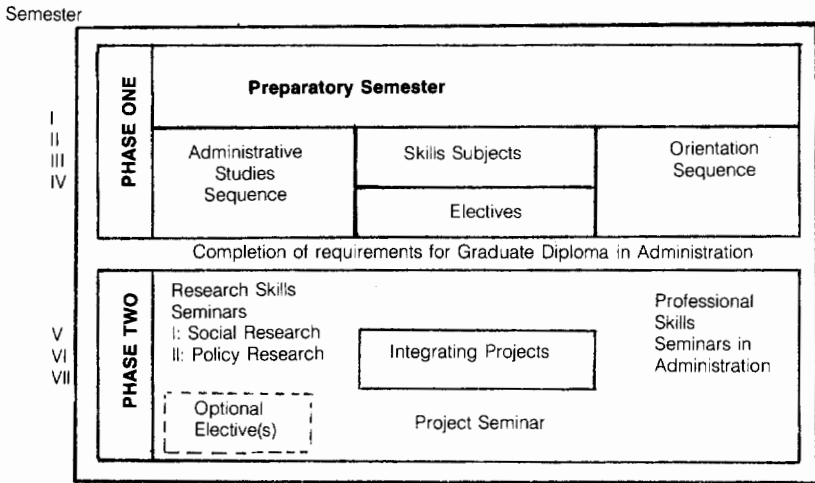 Semester
PHASE ONE
Preparatory Semester
I
II
III
IV
Administrative
Studies
Sequence
Skills Subjects
Electives
Orientation
Sequence
Completion of requirements for Graduate Diploma in Administration
PHASE TWO
V
VI
VII
Research Skills
Seminars
I: Social Research
II: Policy Research
Optional
Elective(s)
Integrating Projects
Project Seminar
Professional
Skills
Seminars in
Administration